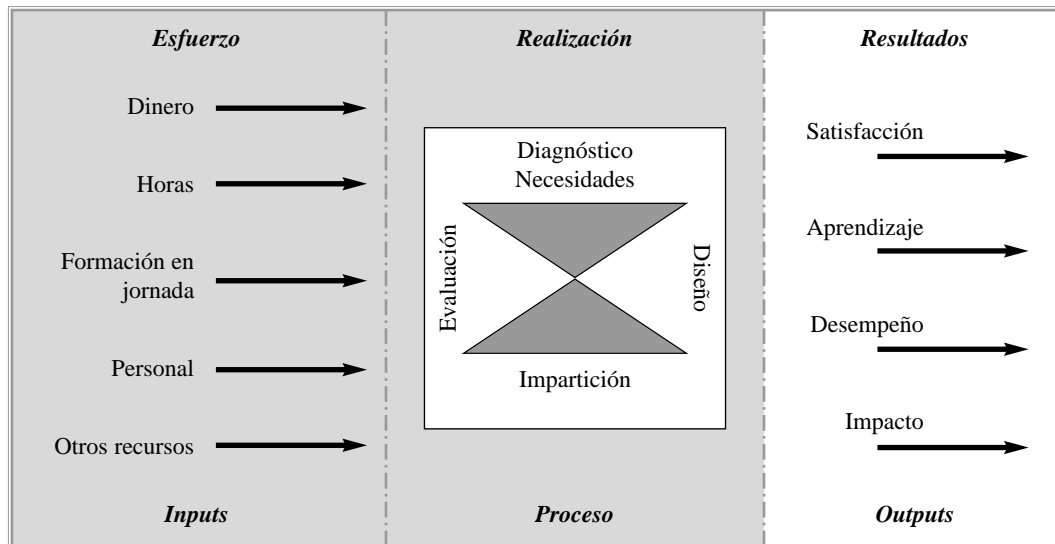 Esfuerzo
Dinero
Horas
Formación en
jornada
Personal
Otros recursos
Inputs
Realización
Diagnóstico
Necesidades
Evaluación
Diseño
Impartición
Proceso
Resultados
Satisfacción
Aprendizaje
Desempeño
Impacto
Outputs